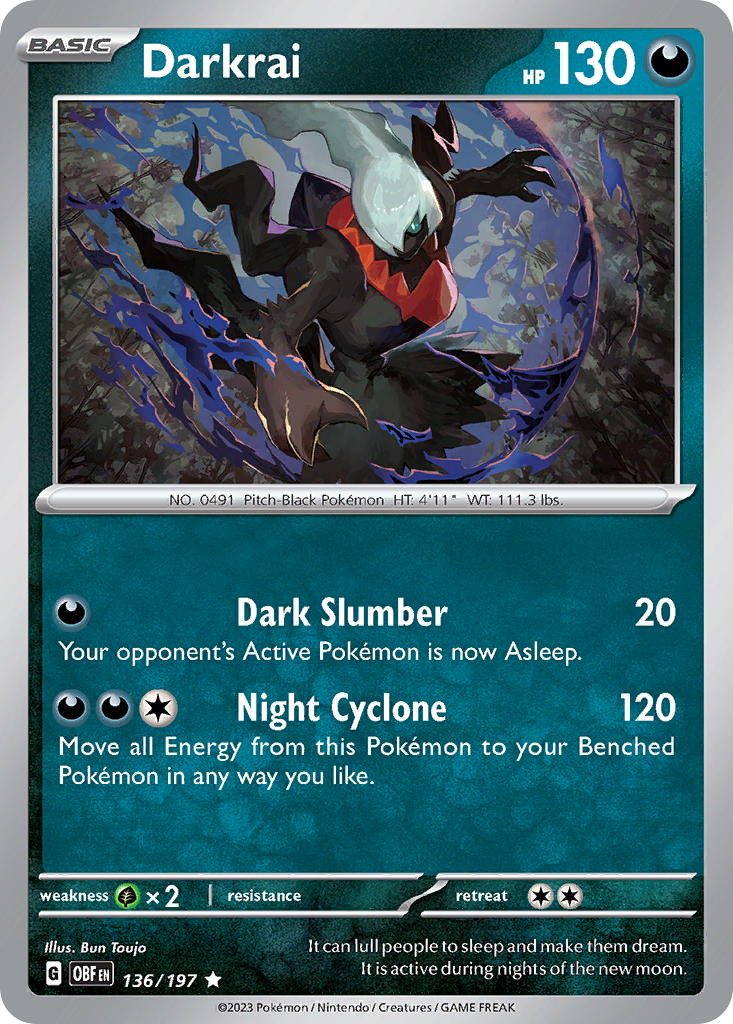 BASIC
Darkrai
HP 130
NO. 0491 Pitch-Black Pokémon HT: 4'11" WT: 111.3 lbs.
Dark Slumber 20
Your opponent's Active Pokémon is now Asleep.
Night Cyclone 120
Move all Energy from this Pokémon to your Benched
Pokémon in any way you like.
weakness ×2 resistance retreat
Illus. Bun Toujo
It can lull people to sleep and make them dream.
It is active during nights of the new moon.
G OBF EN 136/197
©2023 Pokémon / Nintendo / Creatures / GAME FREAK